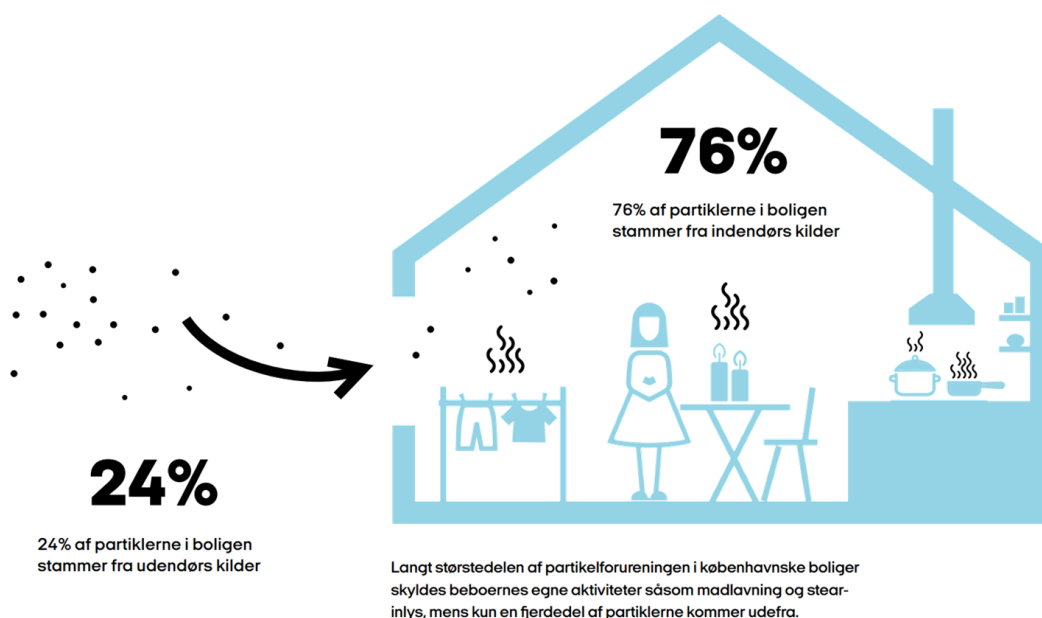 76%
76% af partiklerne i boligen
stammer fra indendørs kilder
24%
24% af partiklerne i boligen
stammer fra udendørs kilder
Langt størstedelen af partikelforureningen i københavnske boliger
skyldes beboernes egne aktiviteter såsom madlavning og stear-
inlys, mens kun en fjerdedel af partiklerne kommer udefra.